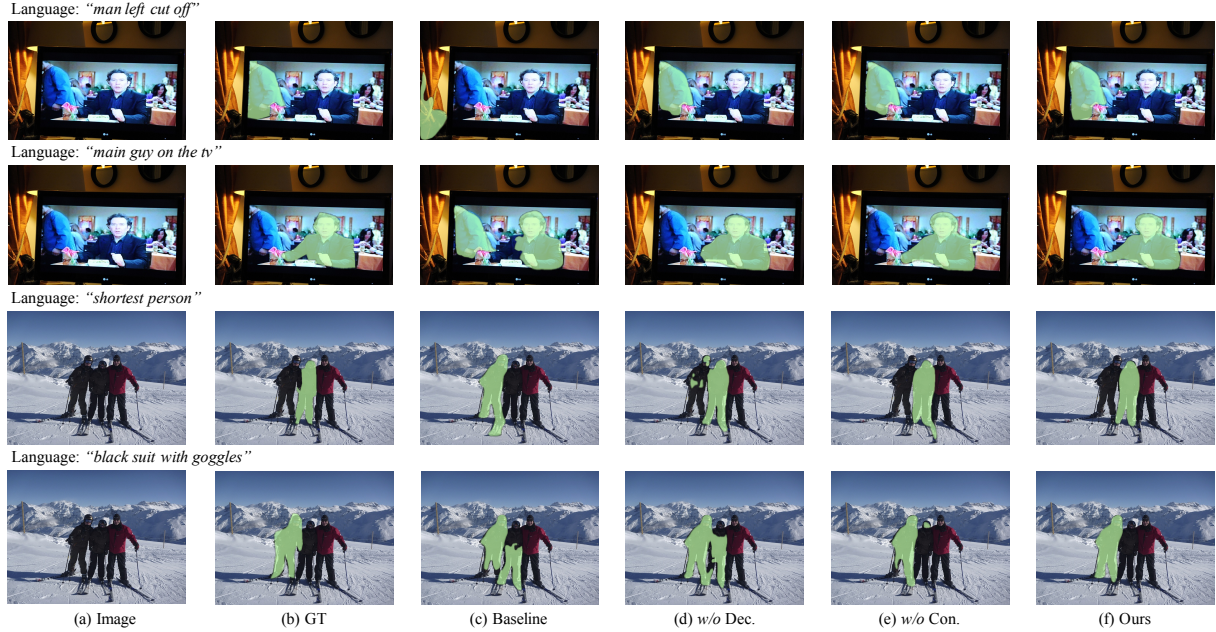 Language: “man left cut off”
Language: “main guy on the tv”
Language: “shortest person”
Language: “black suit with goggles”
(a) Image (b) GT (c) Baseline (d) w/o Dec. (e) w/o Con. (f) Ours